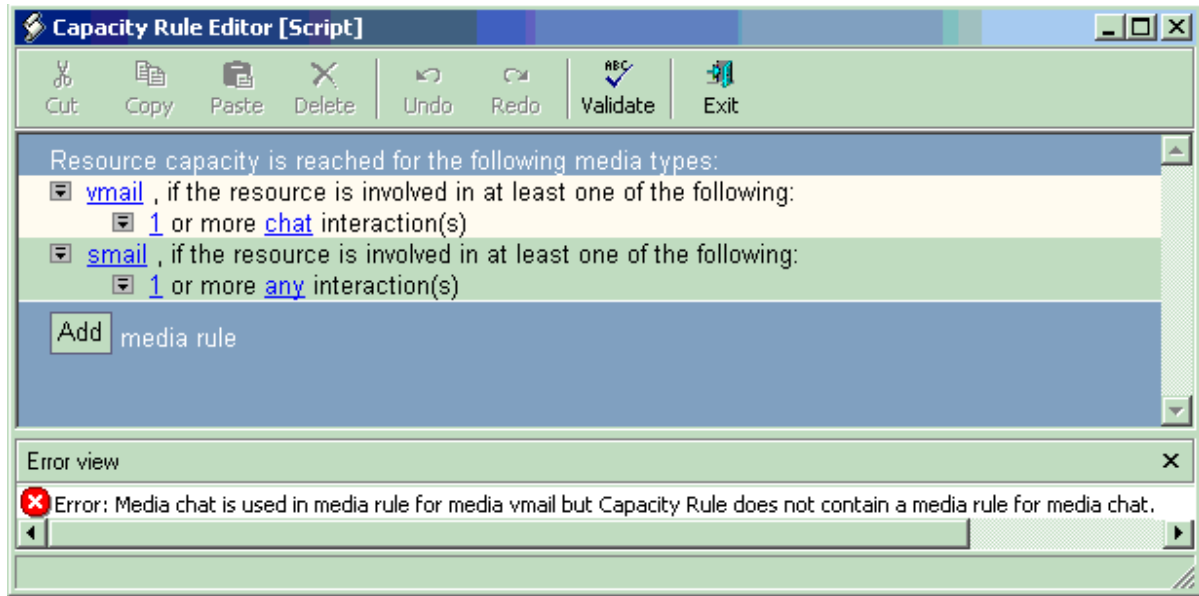 Capacity Rule Editor [Script]
Cut Copy Paste Delete Undo Redo ABC Validate Exit
Resource capacity is reached for the following media types:
vmail , if the resource is involved in at least one of the following:
1 or more chat interaction(s)
smail , if the resource is involved in at least one of the following:
1 or more any interaction(s)
Add media rule
Error view
Error: Media chat is used in media rule for media vmail but Capacity Rule does not contain a media rule for media chat.